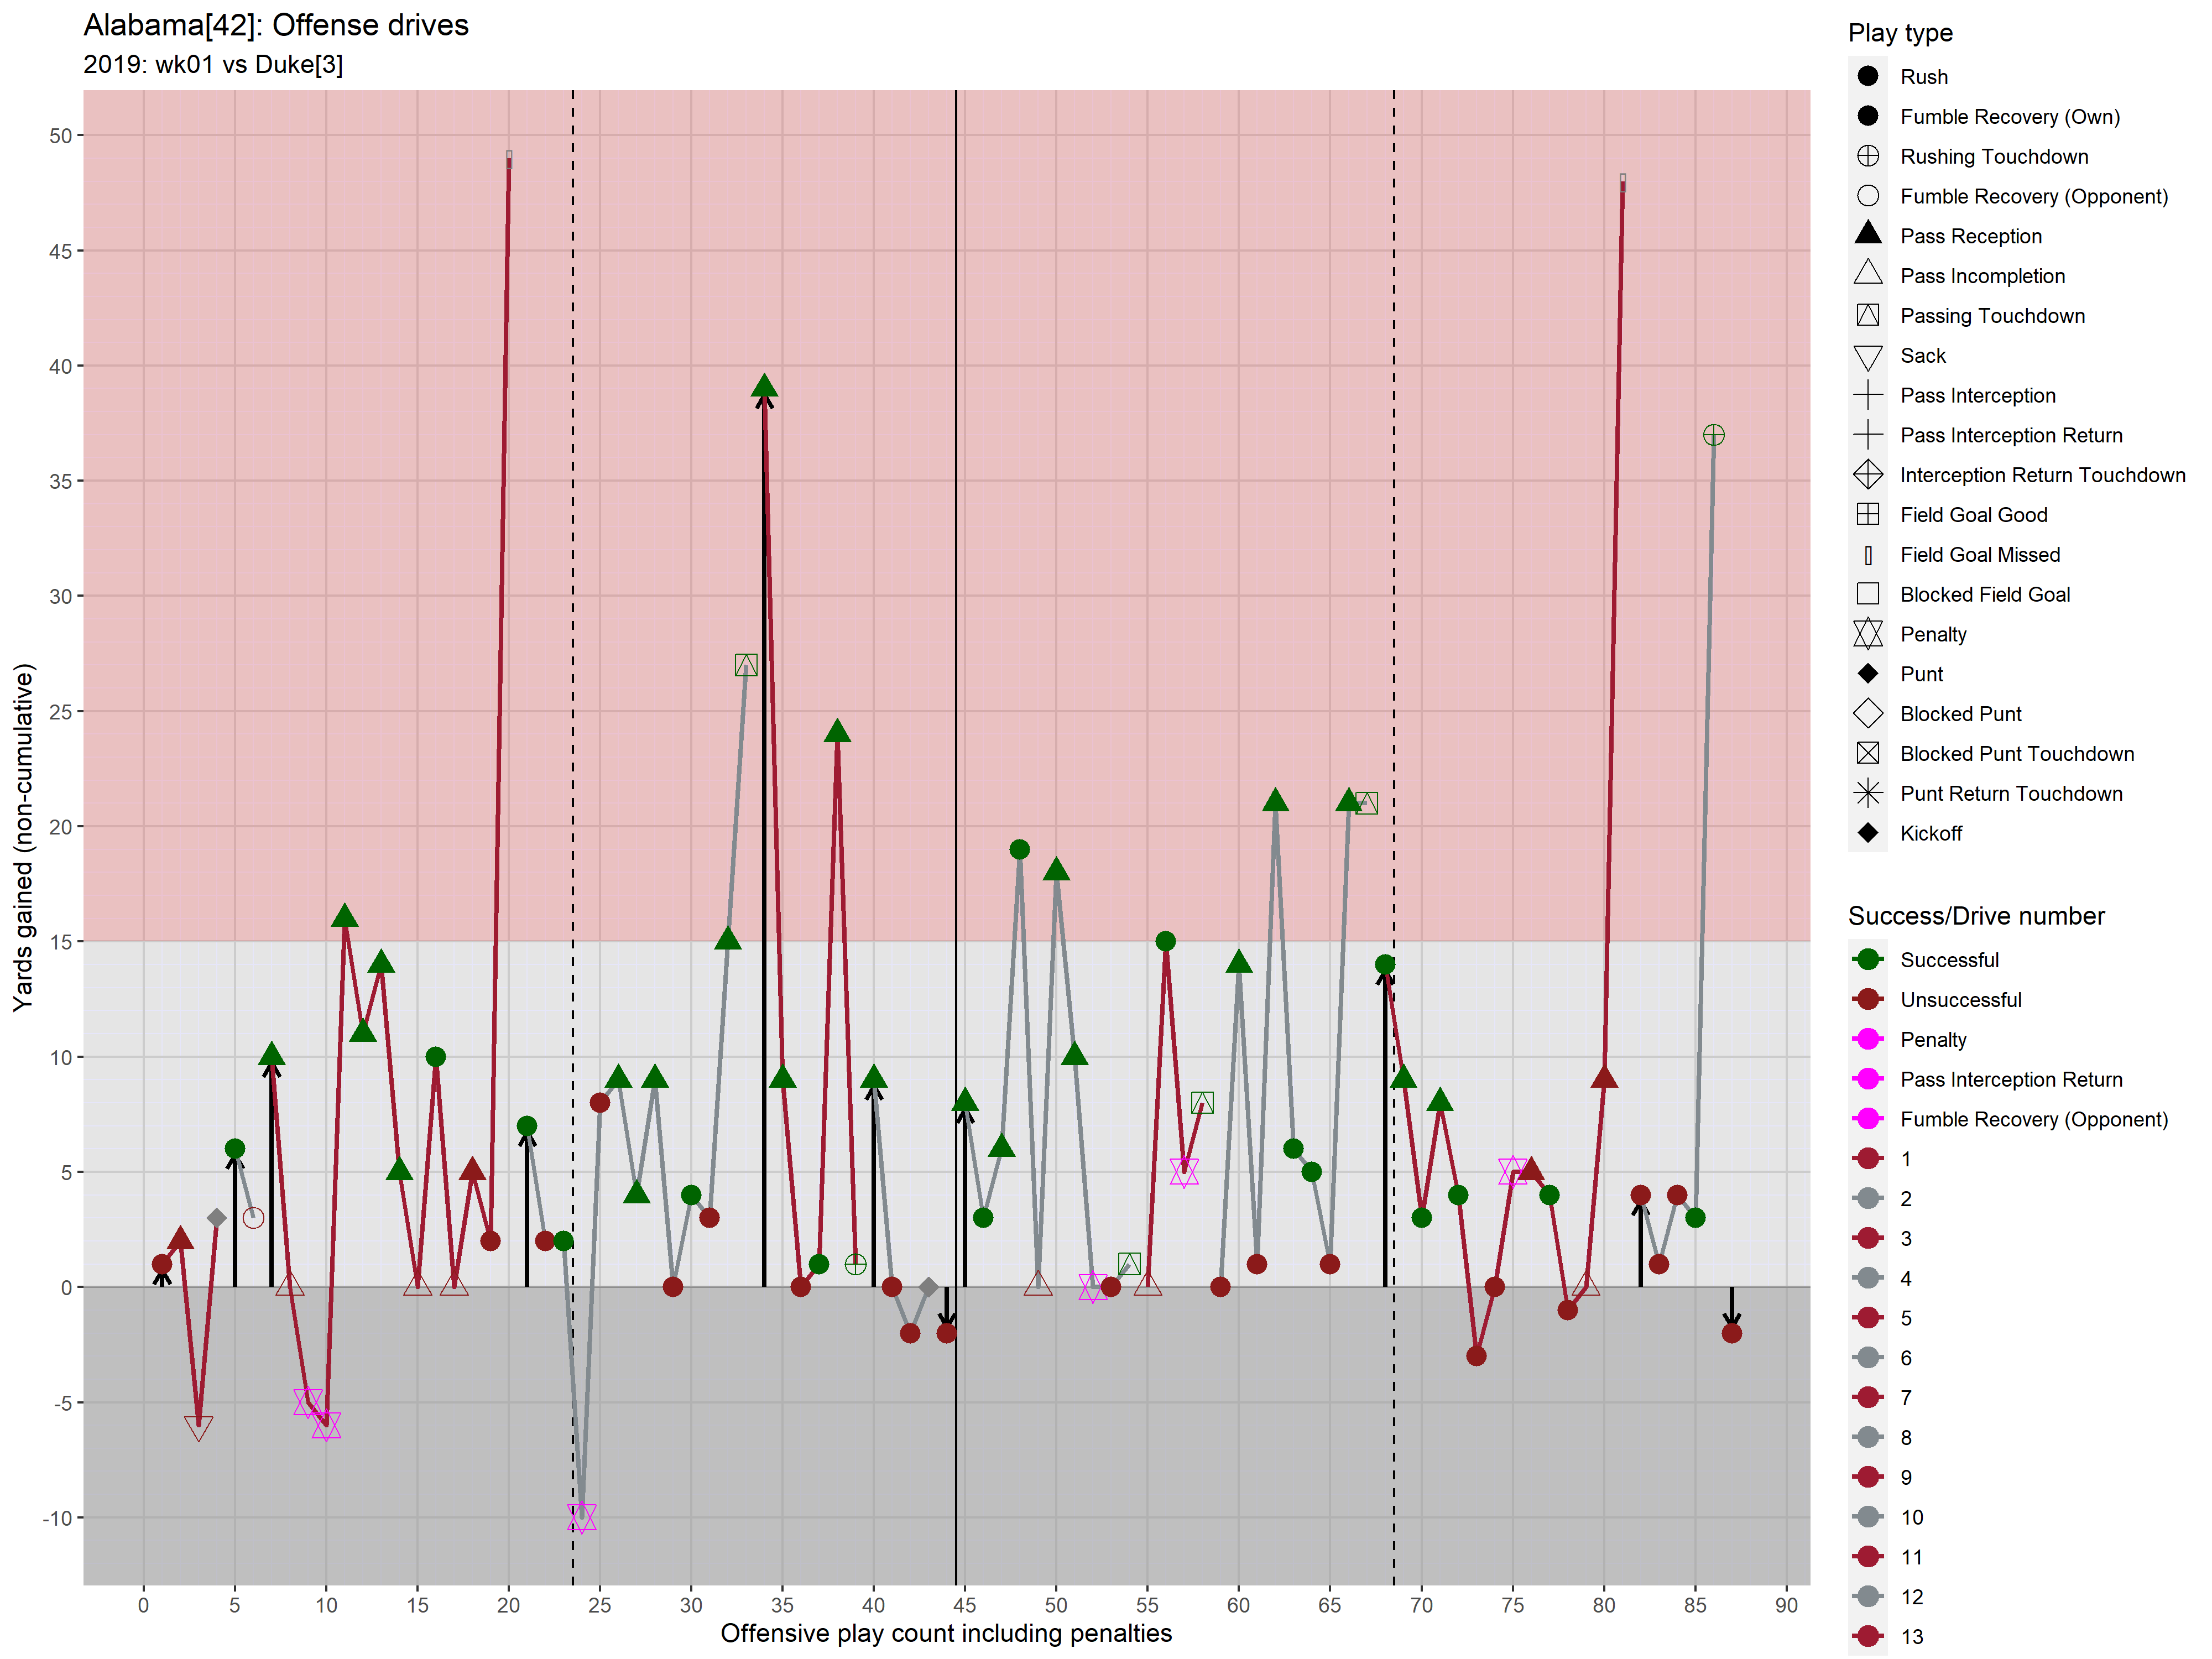 Alabama[42]: Offense drives
2019: wk01 vs Duke[3]
Yards gained (non-cumulative)
50
45
40
35
30
25
20
15
10
5
0
-5
-10
0 5 10 15 20 25 30 35 40 45 50 55 60 65 70 75 80 85 90
Offensive play count including penalties
Play type
Rush
Fumble Recovery (Own)
Rushing Touchdown
Fumble Recovery (Opponent)
Pass Reception
Pass Incompletion
Passing Touchdown
Sack
Pass Interception
Pass Interception Return
Interception Return Touchdown
Field Goal Good
Field Goal Missed
Blocked Field Goal
Penalty
Punt
Blocked Punt
Blocked Punt Touchdown
Punt Return Touchdown
Kickoff
Success/Drive number
Successful
Unsuccessful
Penalty
Pass Interception Return
Fumble Recovery (Opponent)
1
2
3
4
5
6
7
8
9
10
11
12
13